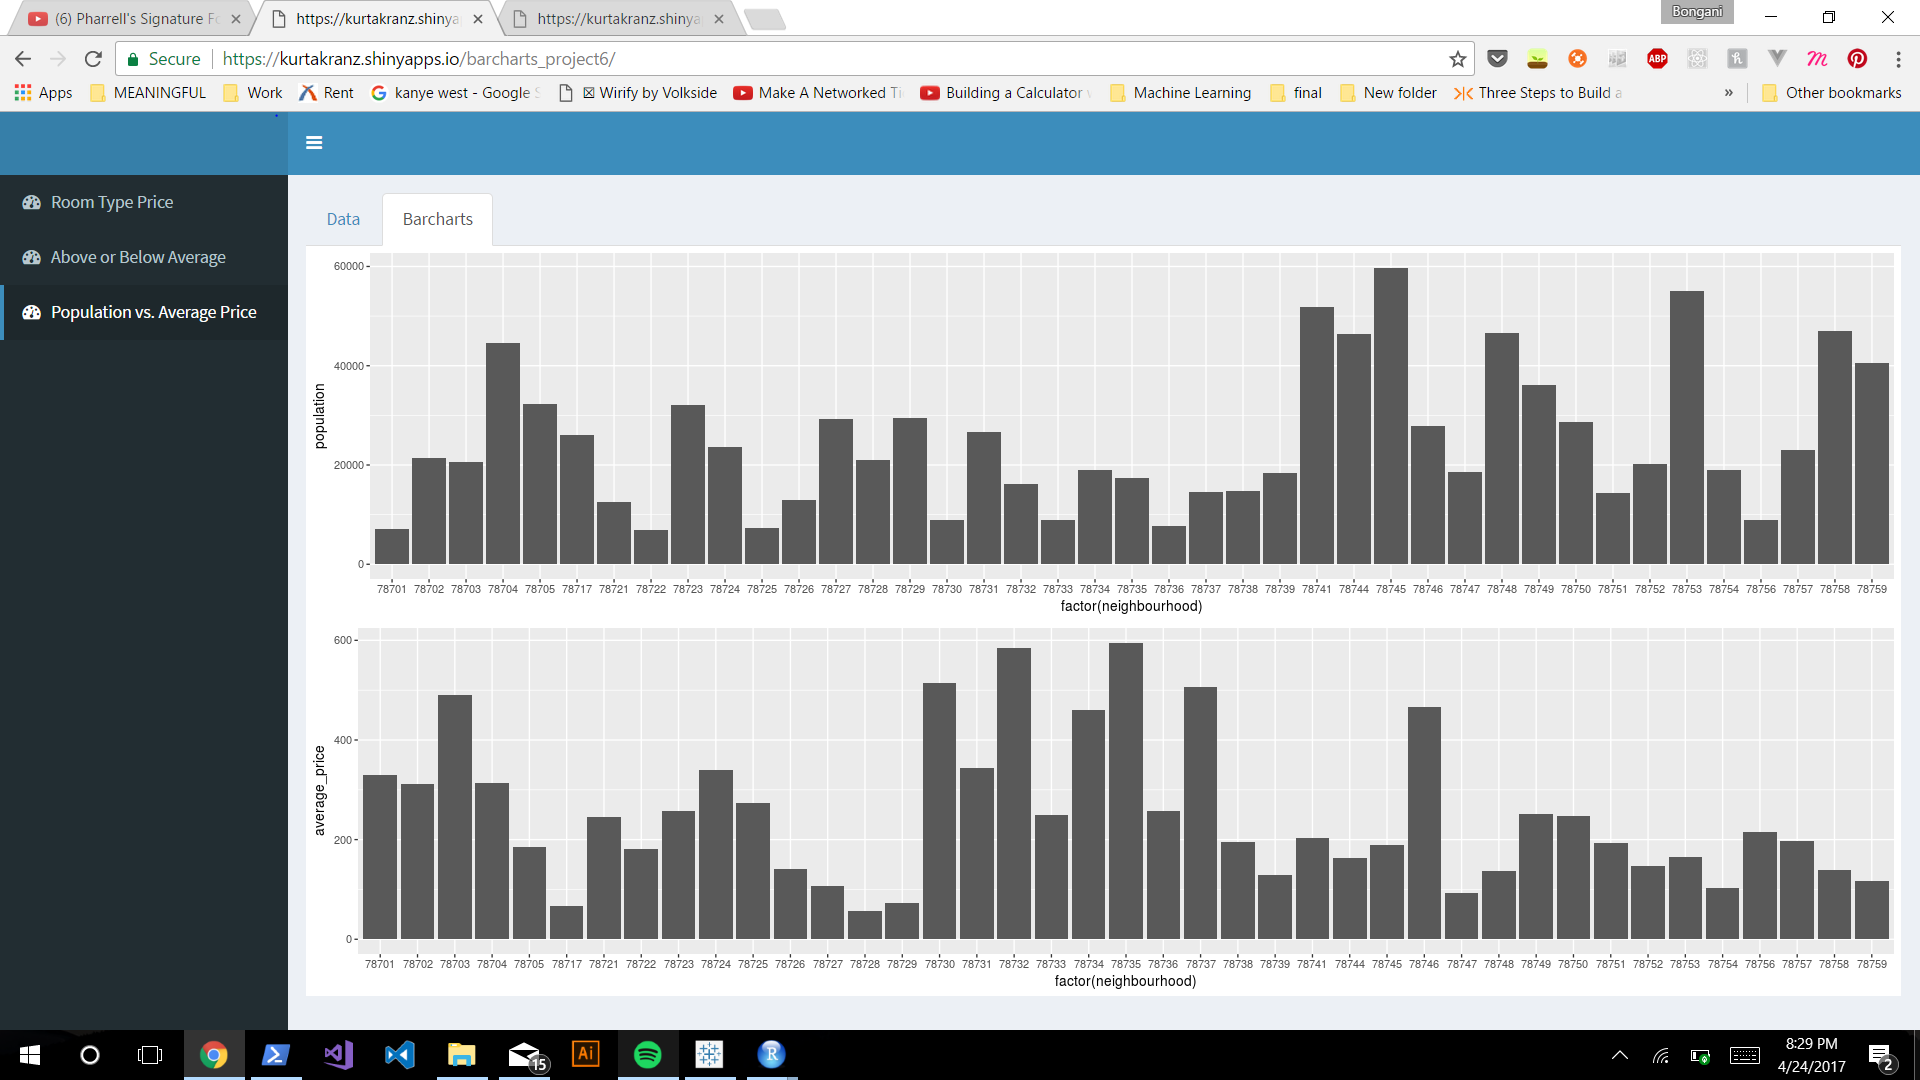 (6) Pharrell's Signature Fo
https://kurtakranz.shinya
https://kurtakranz.shinya
Bongani
Secure
https://kurtakranz.shinyapps.io/barcharts_project6/
ABP
Apps
MEANINGFUL
Work
Rent
kanye west - Google S
☒ Wirify by Volkside
Make A Networked Ti
Building a Calculator
Machine Learning
final
New folder
Three Steps to Build a
»
Other bookmarks
Room Type Price
Above or Below Average
Population vs. Average Price
Data
Barcharts
60000
40000
20000
0
population
78701 78702 78703 78704 78705 78717 78721 78722 78723 78724 78725 78726 78727 78728 78729 78730 78731 78732 78733 78734 78735 78736 78737 78738 78739 78741 78744 78745 78746 78747 78748 78749 78750 78751 78752 78753 78754 78756 78757 78758 78759
factor(neighbourhood)
600
400
200
0
average_price
78701 78702 78703 78704 78705 78717 78721 78722 78723 78724 78725 78726 78727 78728 78729 78730 78731 78732 78733 78734 78735 78736 78737 78738 78739 78741 78744 78745 78746 78747 78748 78749 78750 78751 78752 78753 78754 78756 78757 78758 78759
factor(neighbourhood)
15
Ai
R
8:29 PM
4/24/2017
2